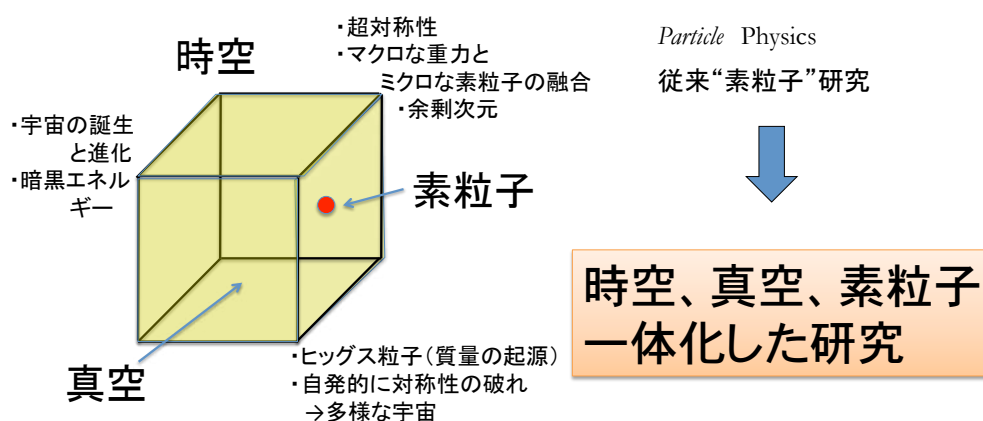 時空
・超対称性
・マクロな重力と
ミクロな素粒子の融合
・余剰次元
・宇宙の誕生
と進化
・暗黒エネル
ギー
素粒子
真空
・ヒッグス粒子(質量の起源)
・自発的に対称性の破れ
→多様な宇宙
Particle Physics
従来“素粒子”研究
時空、真空、素粒子
一体化した研究